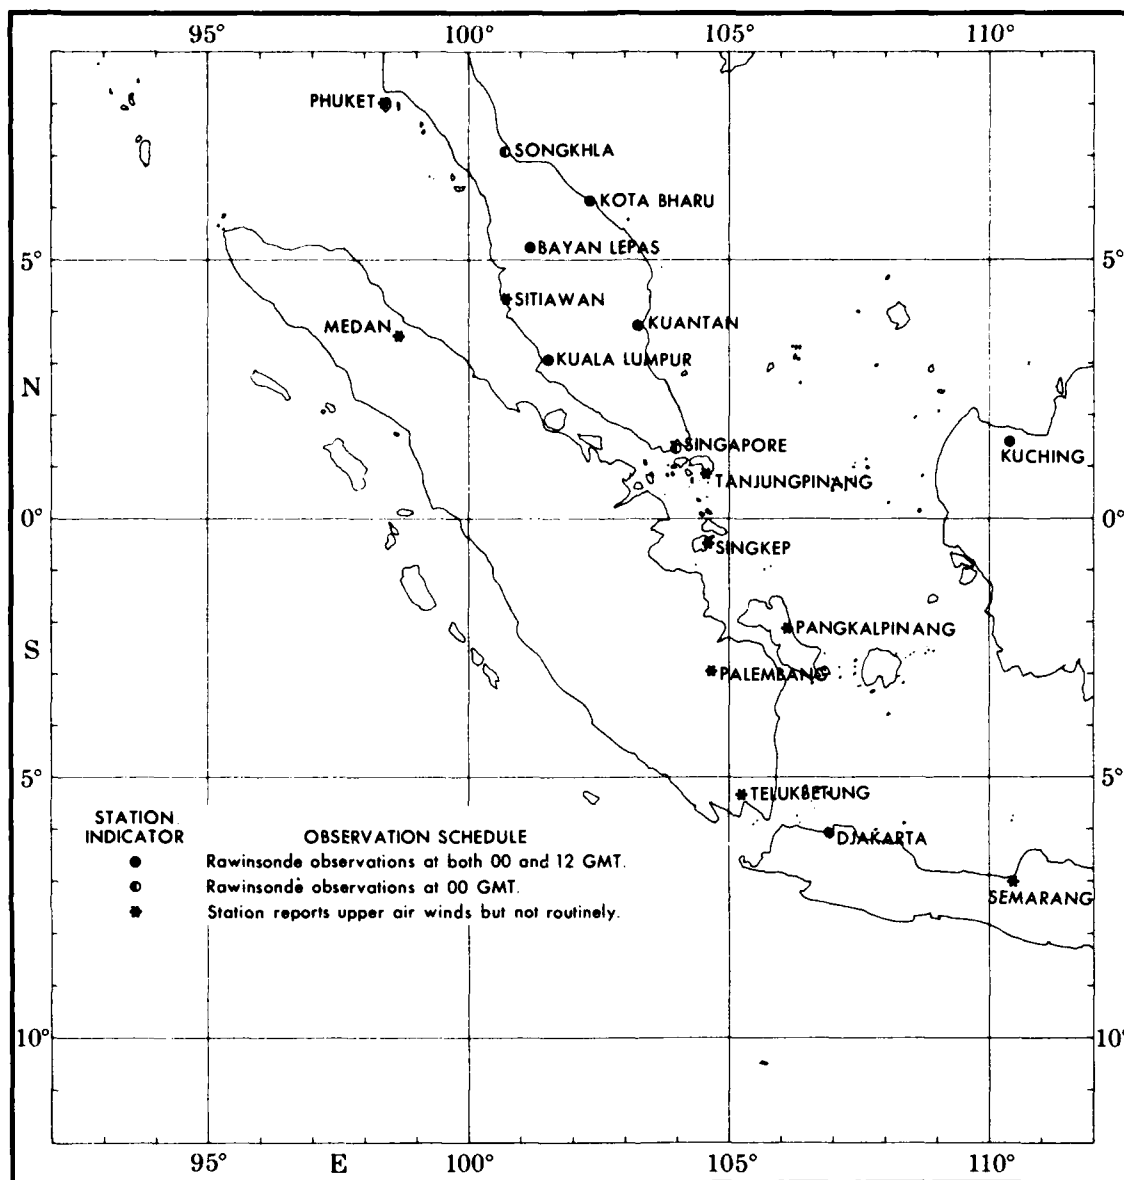 95° 100° 105° 110°
PHUKET
SONGKHLA
KOTA BHARU
BAYAN LEPAS
5° 5°
SITIAWAN
KUANTAN
MEDAN
KUALA LUMPUR
N
SINGAPORE
KUCHING
TANJUNGPINANG
0° 0°
SINGKEP
PANGKALPINANG
S
PALEMBANG
5° 5°
TELUKBETUNG
DJAKARTA
SEMARANG
STATION
INDICATOR OBSERVATION SCHEDULE
Rawinsonde observations at both 00 and 12 GMT.
Rawinsonde observations at 00 GMT.
Station reports upper air winds but not routinely.
10° 10°
95° E 100° 105° 110°